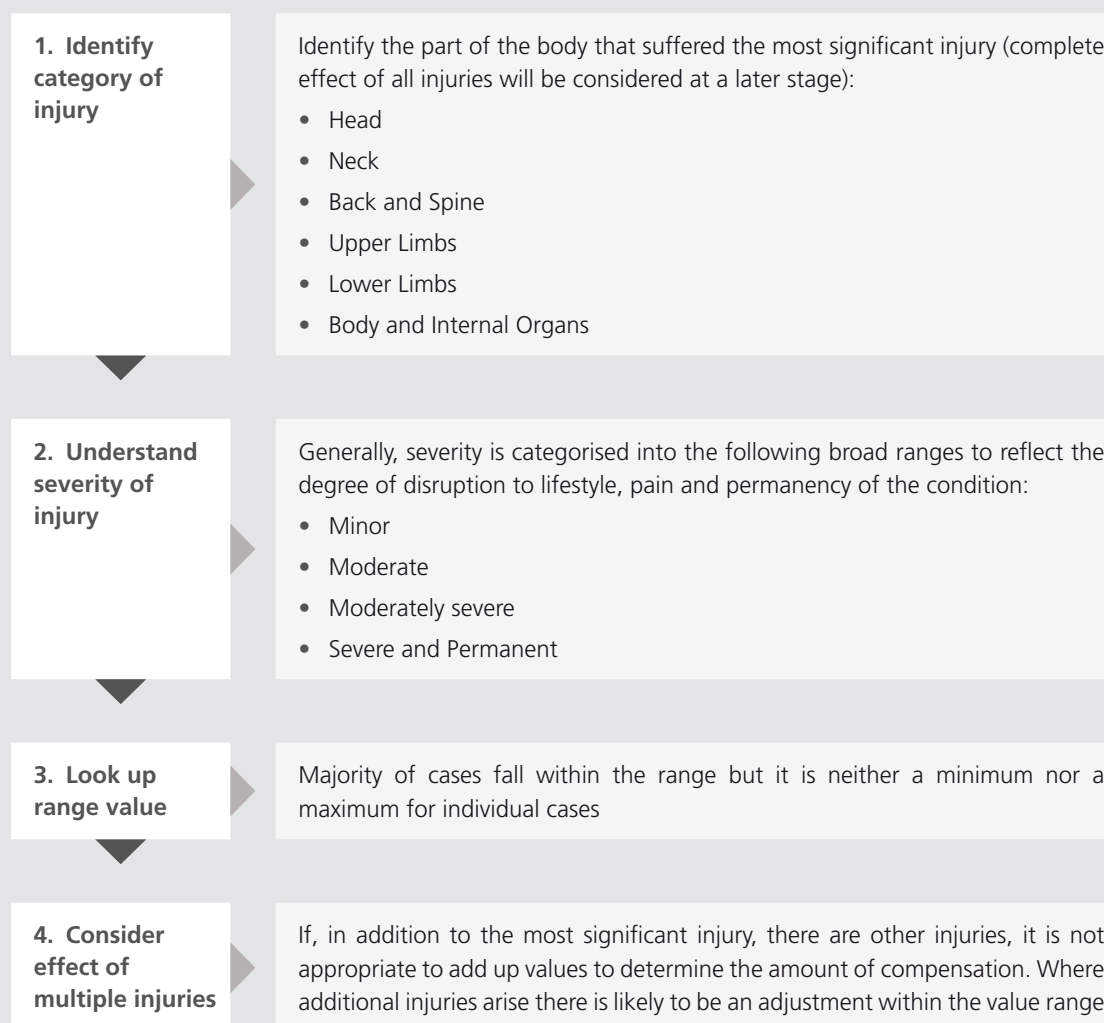 1. Identify
category of
injury
Identify the part of the body that suffered the most significant injury (complete
effect of all injuries will be considered at a later stage):
• Head
• Neck
• Back and Spine
• Upper Limbs
• Lower Limbs
• Body and Internal Organs
2. Understand
severity of
injury
Generally, severity is categorised into the following broad ranges to reflect the
degree of disruption to lifestyle, pain and permanency of the condition:
• Minor
• Moderate
• Moderately severe
• Severe and Permanent
3. Look up
range value
Majority of cases fall within the range but it is neither a minimum nor a
maximum for individual cases
4. Consider
effect of
multiple injuries
If, in addition to the most significant injury, there are other injuries, it is not
appropriate to add up values to determine the amount of compensation. Where
additional injuries arise there is likely to be an adjustment within the value range